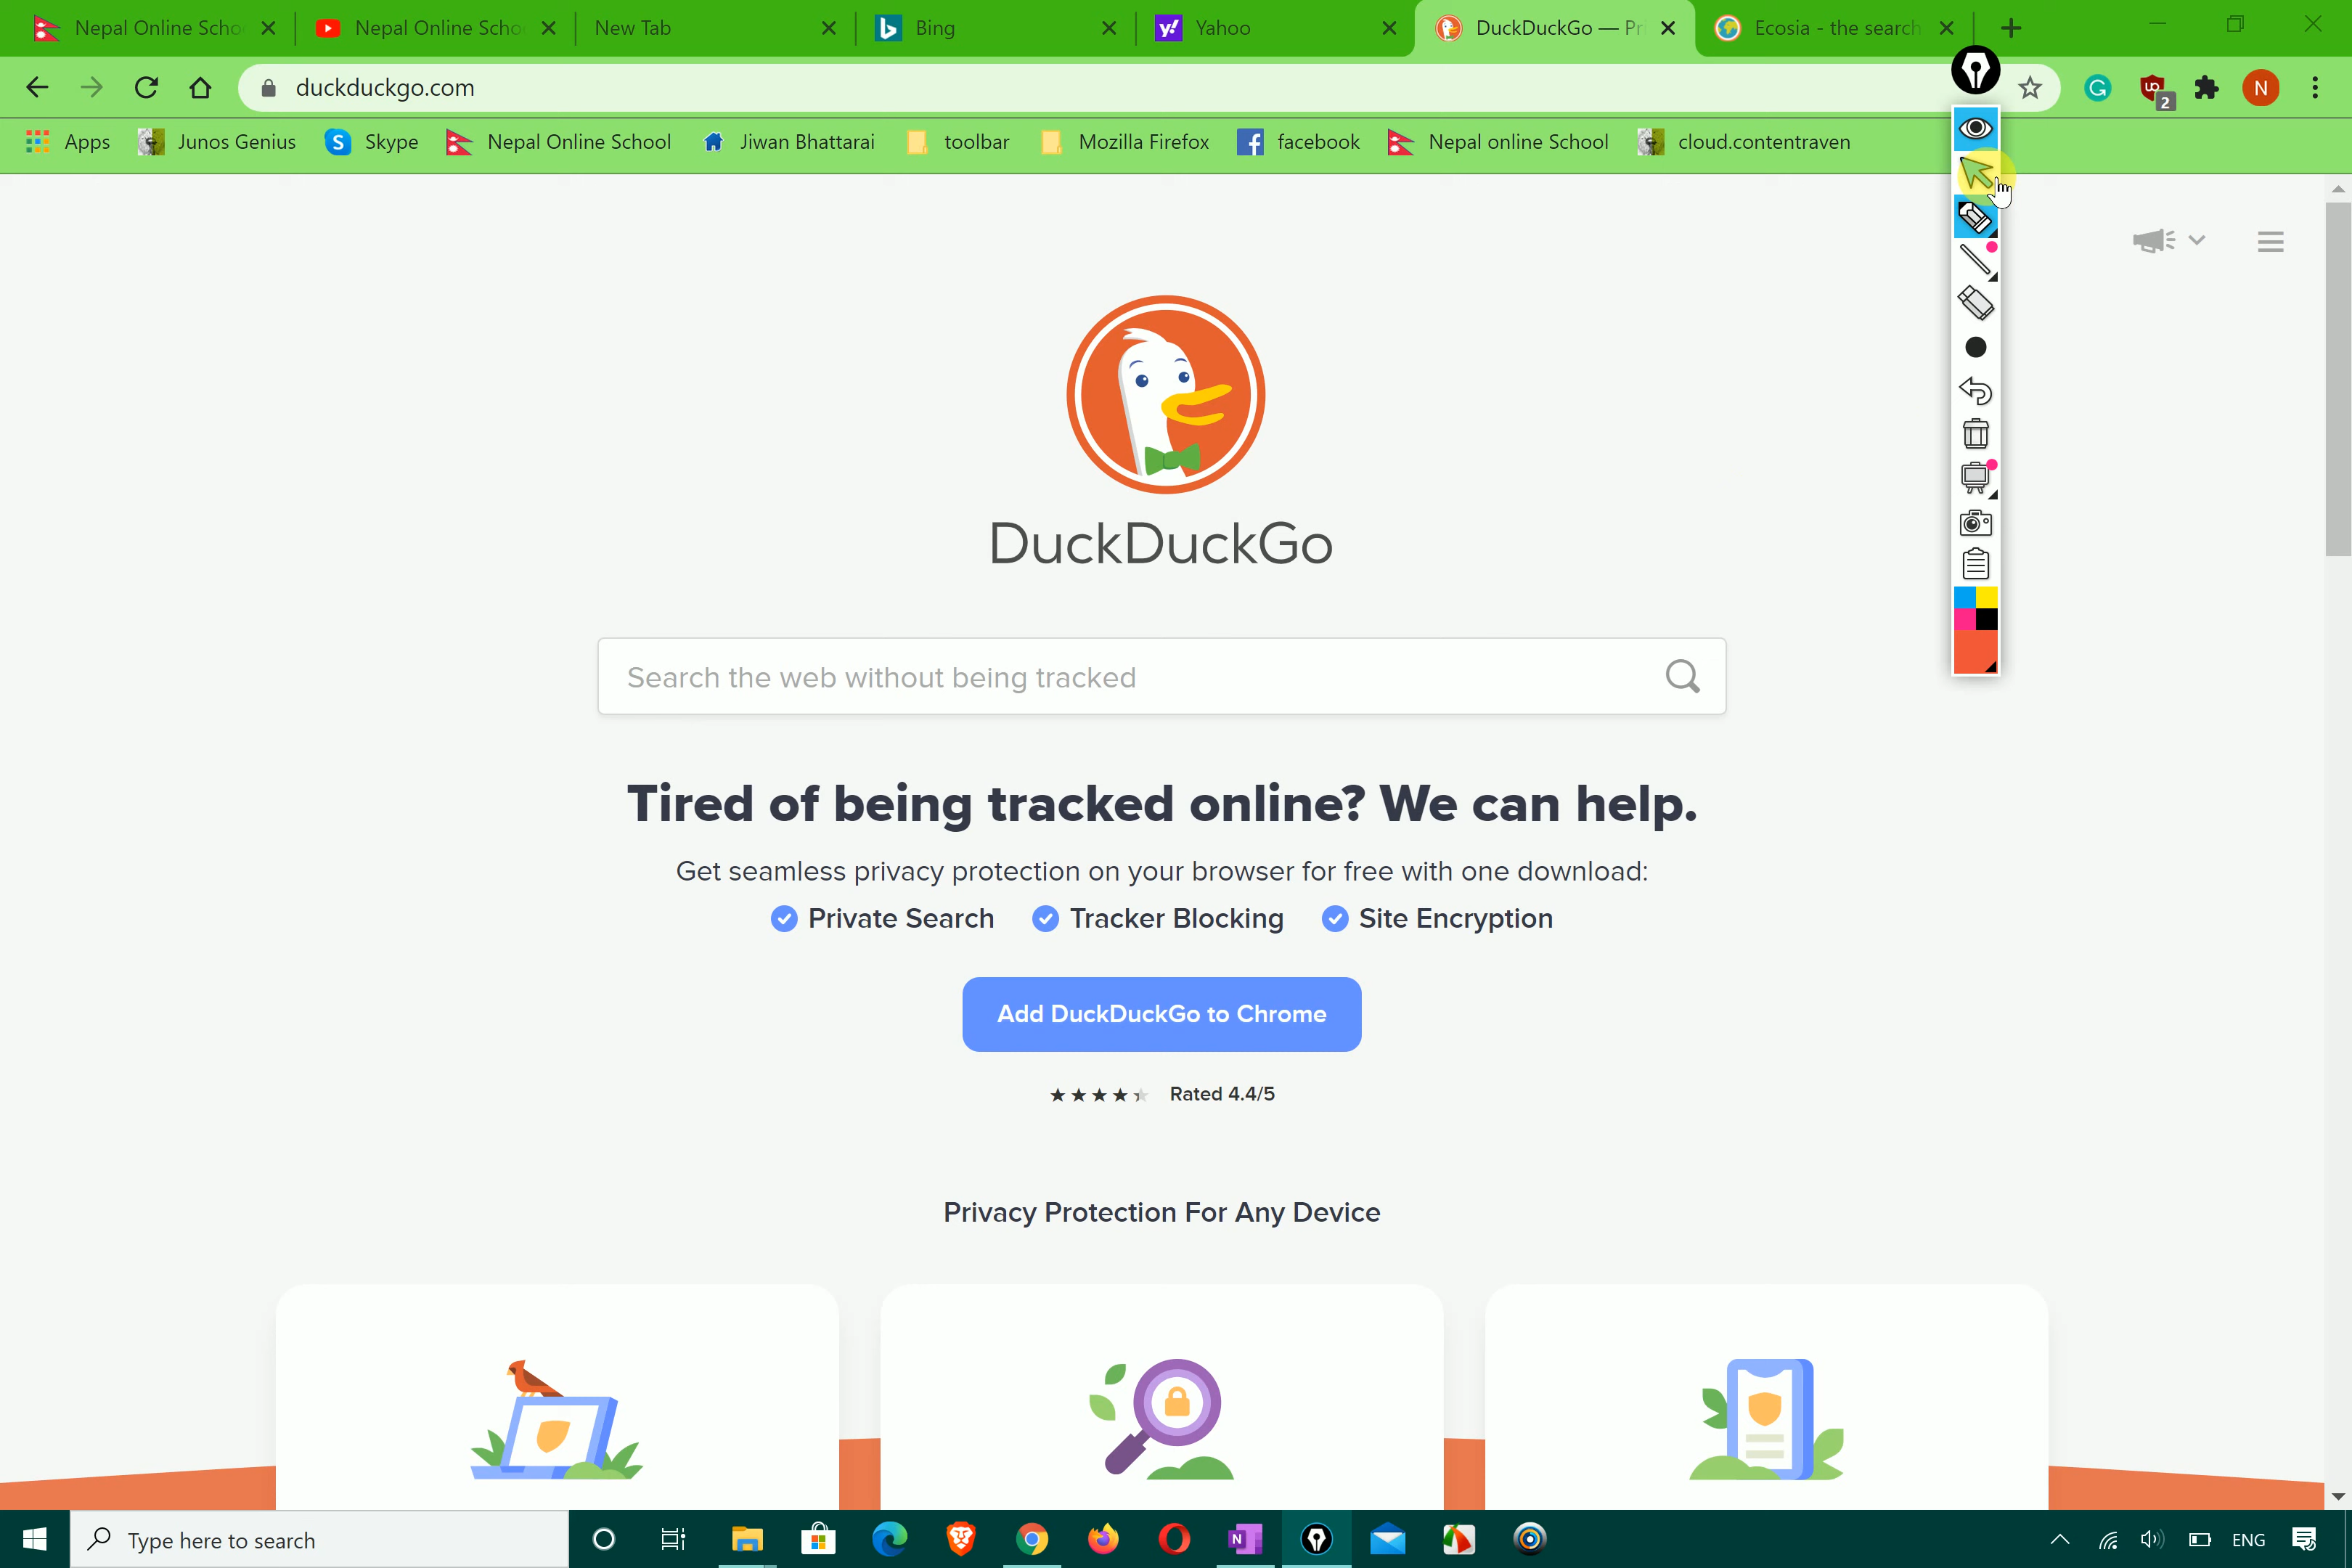 Nepal Online Scho
Nepal Online Scho
New Tab
Bing
Yahoo
DuckDuckGo — Pri
Ecosia - the search
duckduckgo.com
2
N
Apps
Junos Genius
Skype
Nepal Online School
Jiwan Bhattarai
toolbar
Mozilla Firefox
facebook
Nepal online School
cloud.contentraven
DuckDuckGo
Search the web without being tracked
Tired of being tracked online? We can help.
Get seamless privacy protection on your browser for free with one download:
Private Search Tracker Blocking Site Encryption
Add DuckDuckGo to Chrome
Rated 4.4/5
Privacy Protection For Any Device
Type here to search
ENG